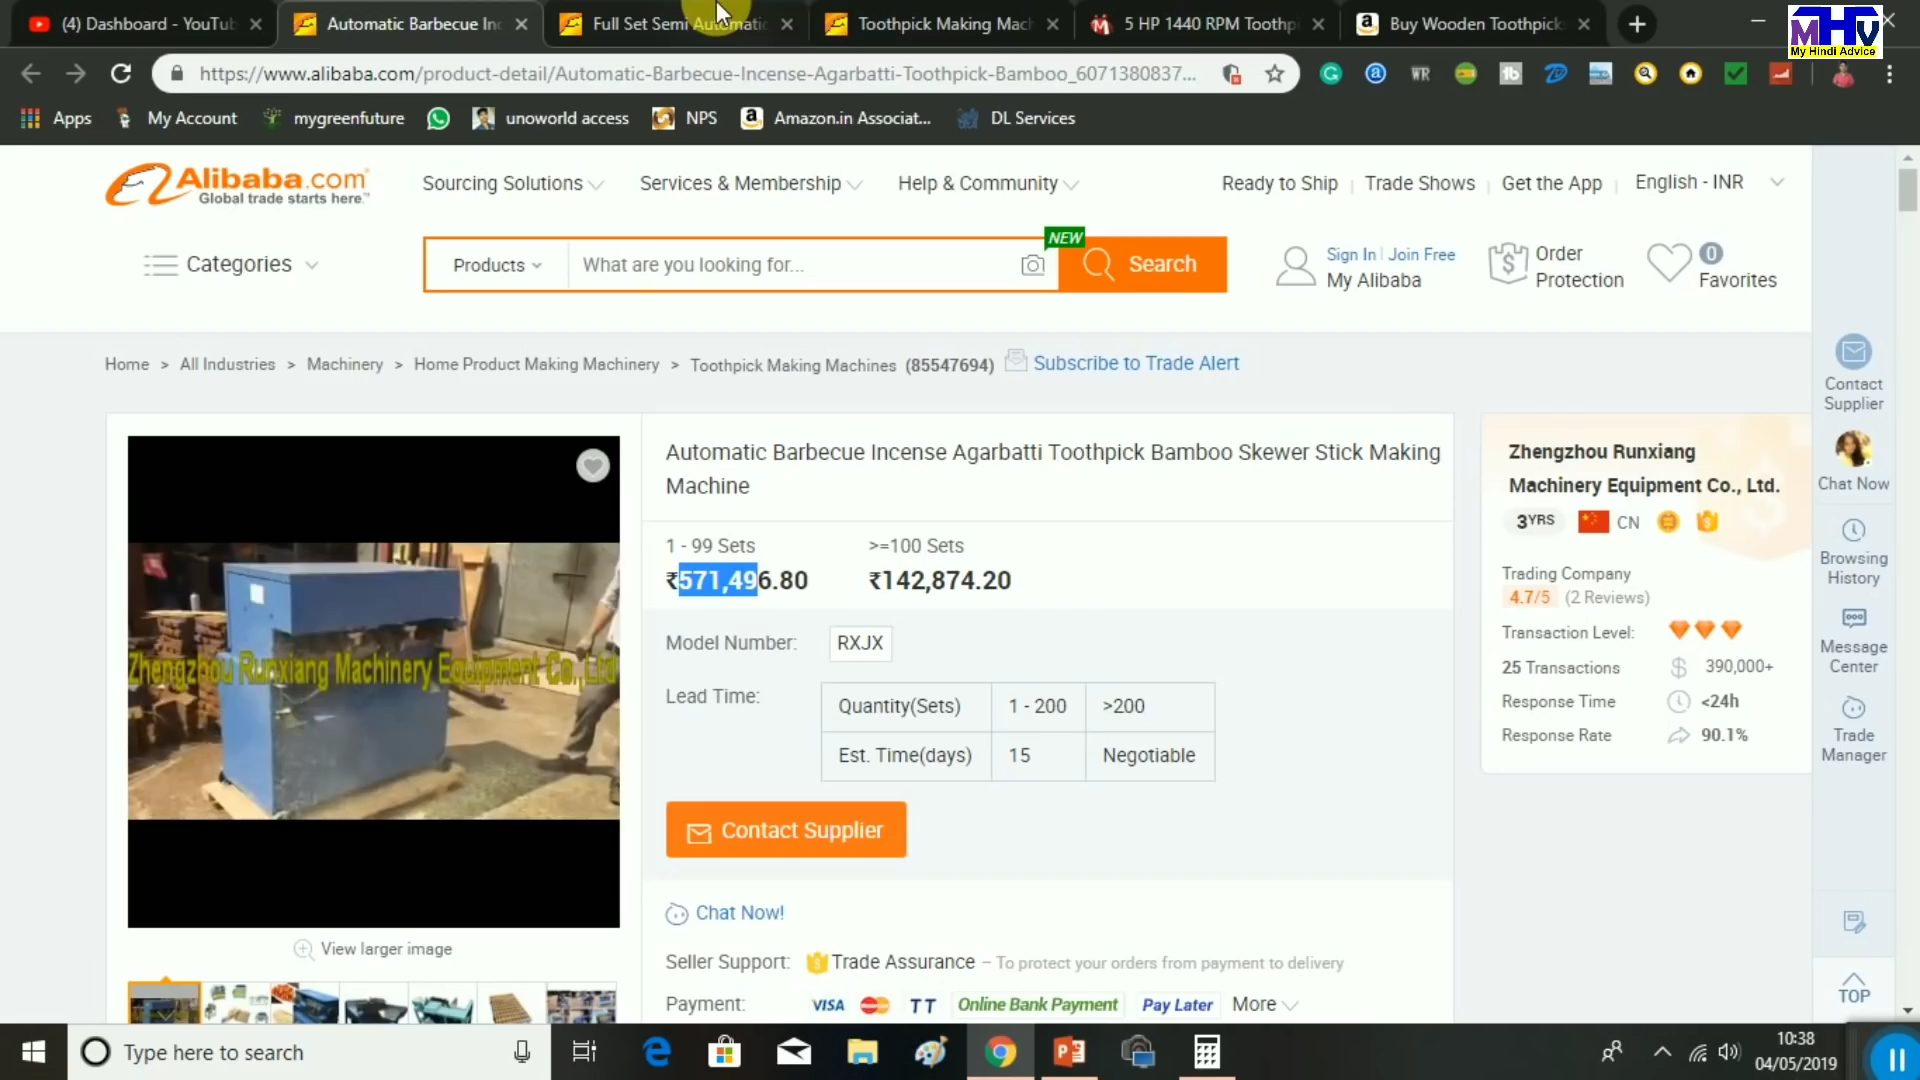 (4) Dashboard - YouTub
Automatic Barbecue Inc
Full Set Semi Automatic
Toothpick Making Mach
5 HP 1440 RPM Toothp
Buy Wooden Toothpick
MHV
My Hindi Advice
https://www.alibaba.com/product-detail/Automatic-Barbecue-Incense-Agarbatti-Toothpick-Bamboo_6071380837...
WR
Apps
My Account
mygreenfuture
unoworld access
NPS
Amazon.in Associat...
DL Services
Alibaba.com
Global trade starts here.
Sourcing Solutions
Services & Membership
Help & Community
Ready to Ship
Trade Shows
Get the App
English - INR
Categories
Products
What are you looking for...
NEW
Search
Sign In | Join Free
My Alibaba
Order
Protection
0
Favorites
Home > All Industries > Machinery > Home Product Making Machinery > Toothpick Making Machines (85547694)
Subscribe to Trade Alert
Zhengzhou Runxiang Machinery Equipment Co.,Ltd
View larger image
Automatic Barbecue Incense Agarbatti Toothpick Bamboo Skewer Stick Making
Machine
1 - 99 Sets
>=100 Sets
₹571,496.80
₹142,874.20
Model Number: RXJX
Lead Time:
Quantity(Sets) 1 - 200 >200
Est. Time(days) 15 Negotiable
Contact Supplier
Chat Now!
Seller Support: Trade Assurance – To protect your orders from payment to delivery
Payment: VISA TT Online Bank Payment Pay Later More
Zhengzhou Runxiang
Machinery Equipment Co., Ltd.
3YRS CN
Trading Company
4.7/5 (2 Reviews)
Transaction Level:
25 Transactions 390,000+
Response Time <24h
Response Rate 90.1%
Contact
Supplier
Chat Now
Browsing
History
Message
Center
Trade
Manager
TOP
Type here to search
10:38
04/05/2019